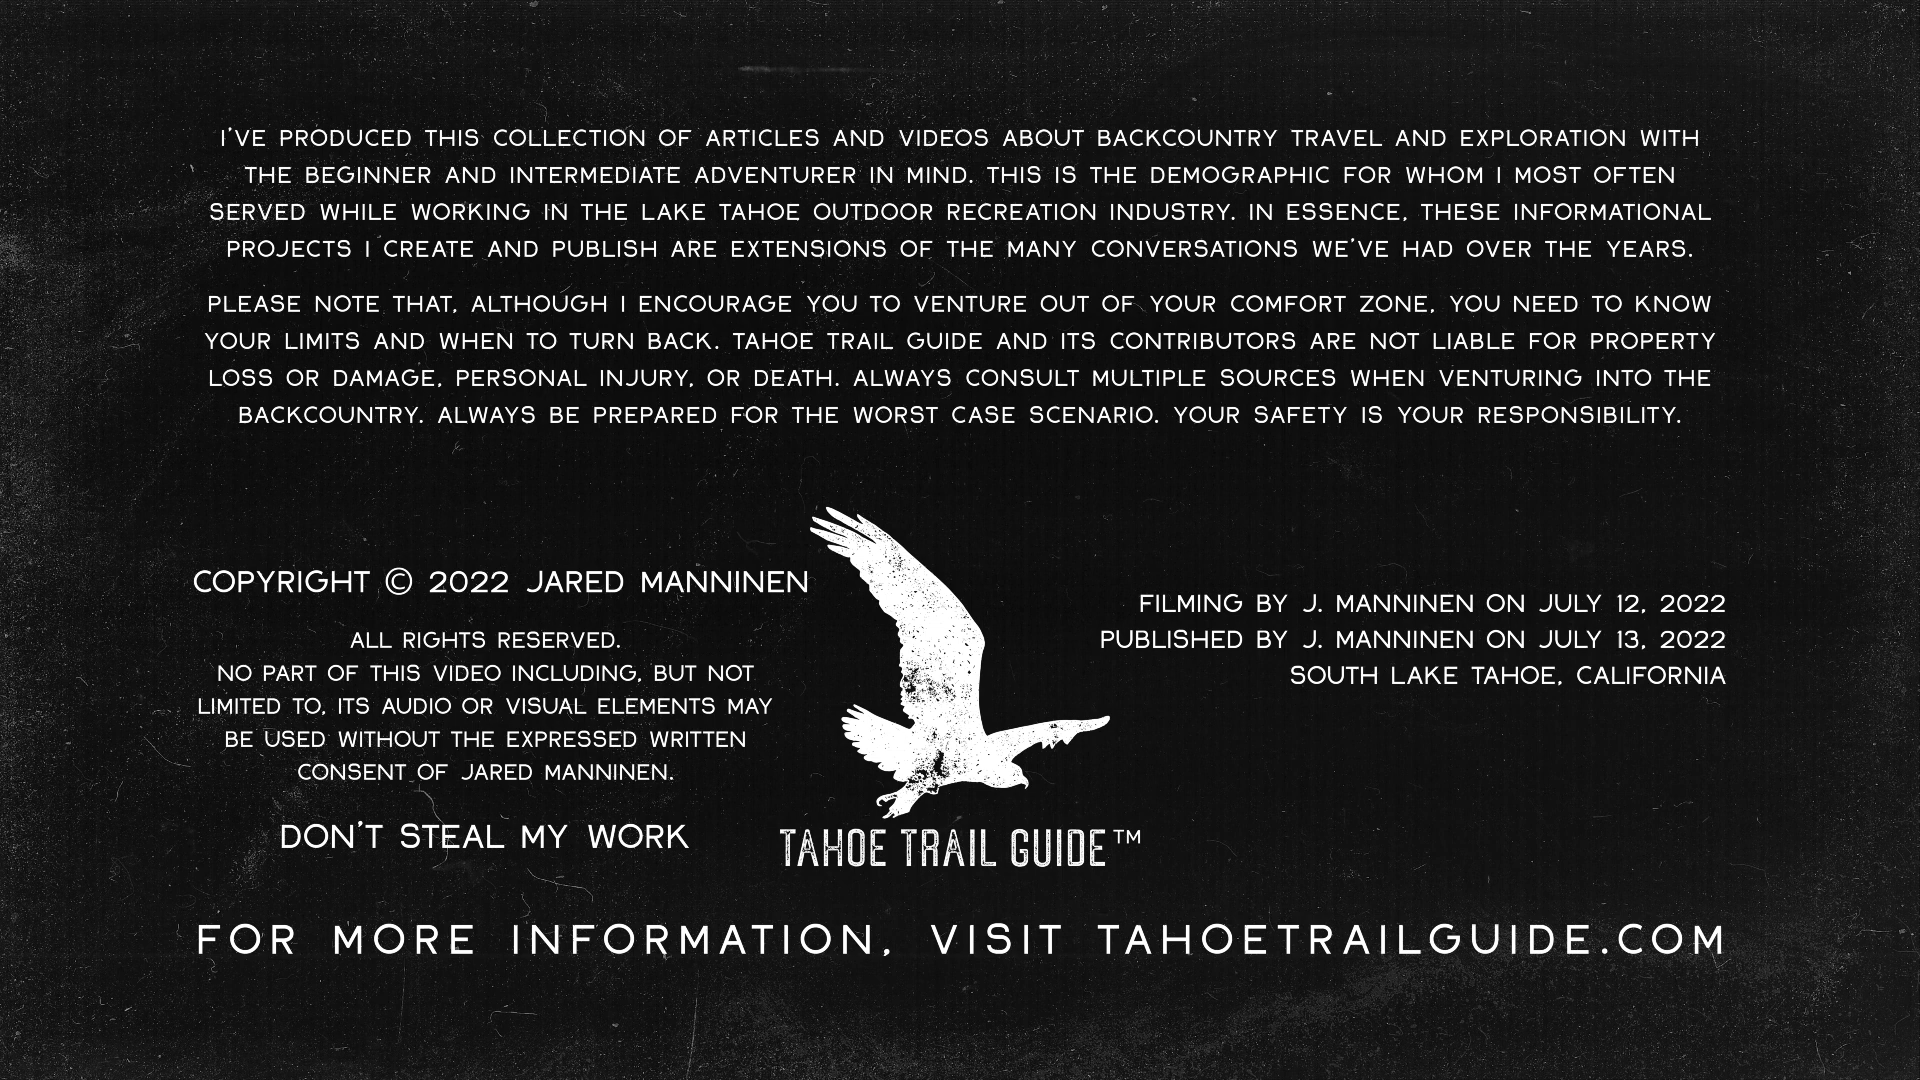 I'VE PRODUCED THIS COLLECTION OF ARTICLES AND VIDEOS ABOUT BACKCOUNTRY TRAVEL AND EXPLORATION WITH
THE BEGINNER AND INTERMEDIATE ADVENTURER IN MIND. THIS IS THE DEMOGRAPHIC FOR WHOM I MOST OFTEN
SERVED WHILE WORKING IN THE LAKE TAHOE OUTDOOR RECREATION INDUSTRY. IN ESSENCE, THESE INFORMATIONAL
PROJECTS I CREATE AND PUBLISH ARE EXTENSIONS OF THE MANY CONVERSATIONS WE'VE HAD OVER THE YEARS.
PLEASE NOTE THAT, ALTHOUGH I ENCOURAGE YOU TO VENTURE OUT OF YOUR COMFORT ZONE, YOU NEED TO KNOW
YOUR LIMITS AND WHEN TO TURN BACK. TAHOE TRAIL GUIDE AND ITS CONTRIBUTORS ARE NOT LIABLE FOR PROPERTY
LOSS OR DAMAGE, PERSONAL INJURY, OR DEATH. ALWAYS CONSULT MULTIPLE SOURCES WHEN VENTURING INTO THE
BACKCOUNTRY. ALWAYS BE PREPARED FOR THE WORST CASE SCENARIO. YOUR SAFETY IS YOUR RESPONSIBILITY.
COPYRIGHT © 2022 JARED MANNINEN
ALL RIGHTS RESERVED.
NO PART OF THIS VIDEO INCLUDING, BUT NOT
LIMITED TO, ITS AUDIO OR VISUAL ELEMENTS MAY
BE USED WITHOUT THE EXPRESSED WRITTEN
CONSENT OF JARED MANNINEN.
DON'T STEAL MY WORK
TAHOE TRAIL GUIDE™
FILMING BY J. MANNINEN ON JULY 12, 2022
PUBLISHED BY J. MANNINEN ON JULY 13, 2022
SOUTH LAKE TAHOE, CALIFORNIA
FOR MORE INFORMATION, VISIT TAHOETRAILGUIDE.COM